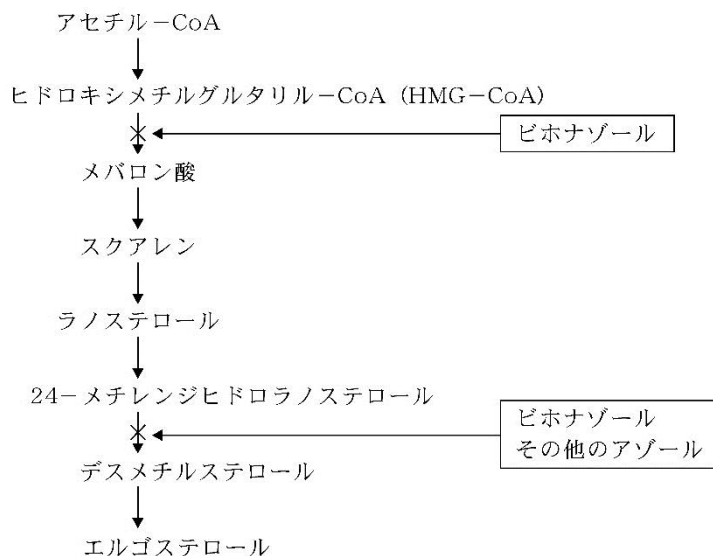 アセチル－CoA
ヒドロキシメチルグルタリル－CoA (HMG－CoA)
ビホナゾール
メバロン酸
スクアレン
ラノステロール
24－メチレンジヒドロラノステロール
ビホナゾール
その他のアゾール
デスメチルステロール
エルゴステロール